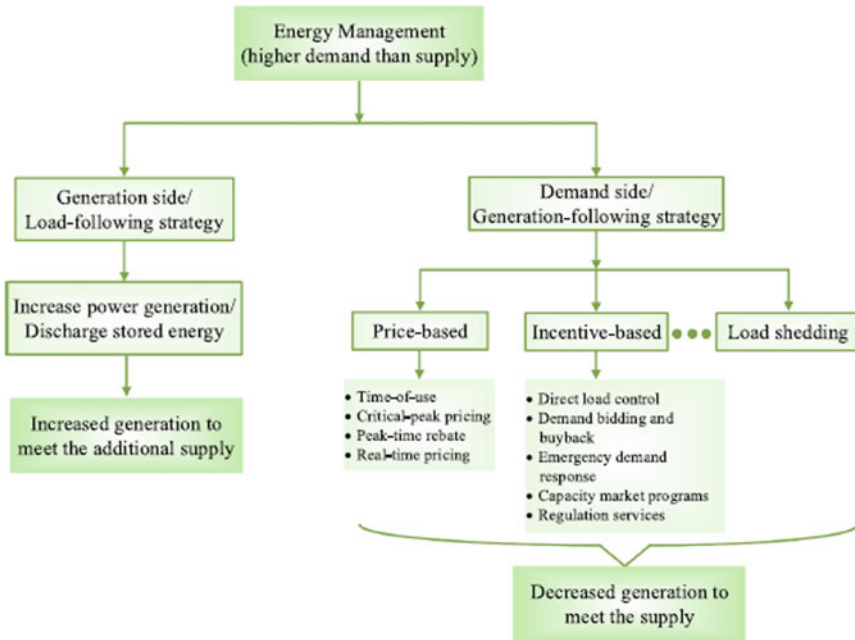 Energy Management
(higher demand than supply)
Generation side/
Load-following strategy
Demand side/
Generation-following strategy
Increase power generation/
Discharge stored energy
Price-based
Incentive-based
Load shedding
Increased generation to
meet the additional supply
• Time-of-use
• Critical-peak pricing
• Peak-time rebate
• Real-time pricing
• Direct load control
• Demand bidding and
buyback
• Emergency demand
response
• Capacity market programs
• Regulation services
Decreased generation to
meet the supply